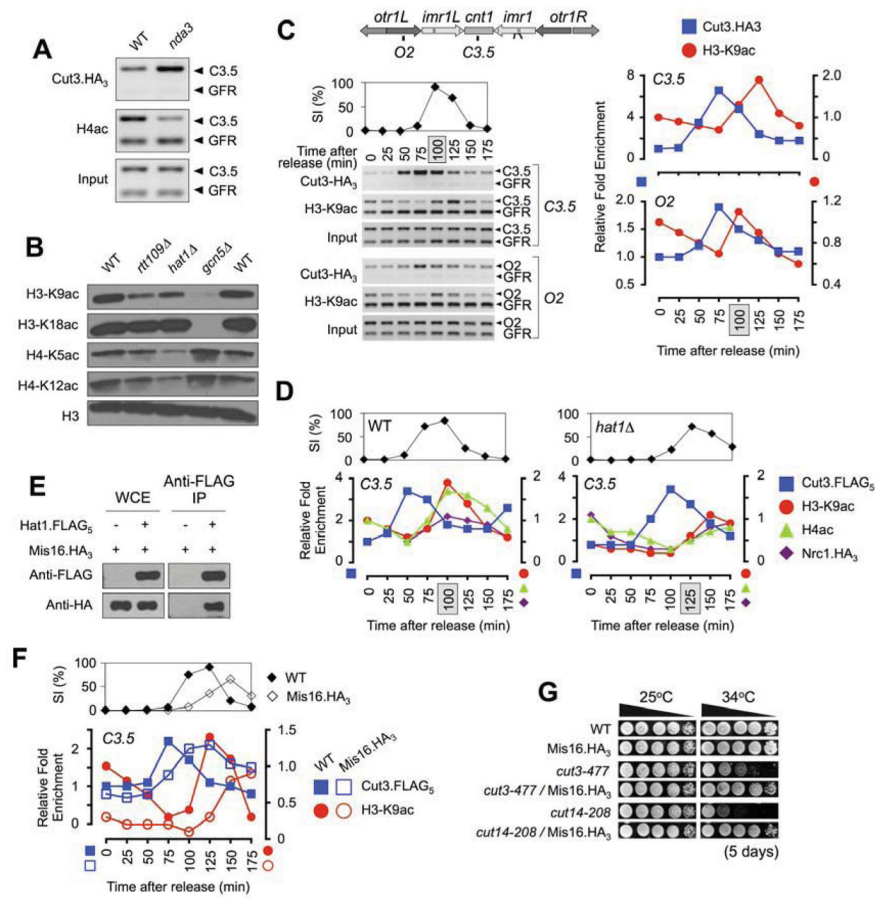 A
WT nda3
Cut3.HA3 C3.5
GFR
H4ac C3.5
GFR
Input C3.5
GFR
B
WT rtt109Δ hat1Δ gcn5Δ WT
H3-K9ac
H3-K18ac
H4-K5ac
H4-K12ac
H3
C
otr1L imr1L cnt1 imr1 otr1R
O2 C3.5
SI (%)
100
50
0
Time after release (min)
0 25 50 75 100 125 150 175
Cut3-HA3 C3.5
GFR
H3-K9ac C3.5
GFR
Input C3.5
GFR
C3.5
Cut3-HA3 O2
GFR
H3-K9ac O2
GFR
Input O2
GFR
O2
Cut3.HA3
H3-K9ac
Relative Fold Enrichment
C3.5
8 2.0
4 1.0
0 0
O2
2.0 1.2
1.5 0.8
1.0 0.4
0 25 50 75 100 125 150 175
Time after release (min)
D
SI (%)
100
50
0
WT
hat1Δ
100
50
0
Relative Fold Enrichment
C3.5
4 2
2 1
0 0
C3.5
4 2
2 1
0 0
0 25 50 75 100 125 150 175
0 25 50 75 100 125 150 175
Time after release (min) Time after release (min)
Cut3.FLAG5
H3-K9ac
H4ac
Nrc1.HA3
E
WCE Anti-FLAG IP
Hat1.FLAG5 - + - +
Mis16.HA3 + + + +
Anti-FLAG
Anti-HA
F
SI (%)
100
50
0
WT
Mis16.HA3
Relative Fold Enrichment
C3.5
2 1.5
1 1.0
0 0.5
0
0 25 50 75 100 125 150 175
Time after release (min)
WT Mis16.HA3
Cut3.FLAG5
H3-K9ac
G
25°C 34°C
WT
Mis16.HA3
cut3-477
cut3-477 / Mis16.HA3
cut14-208
cut14-208 / Mis16.HA3
(5 days)